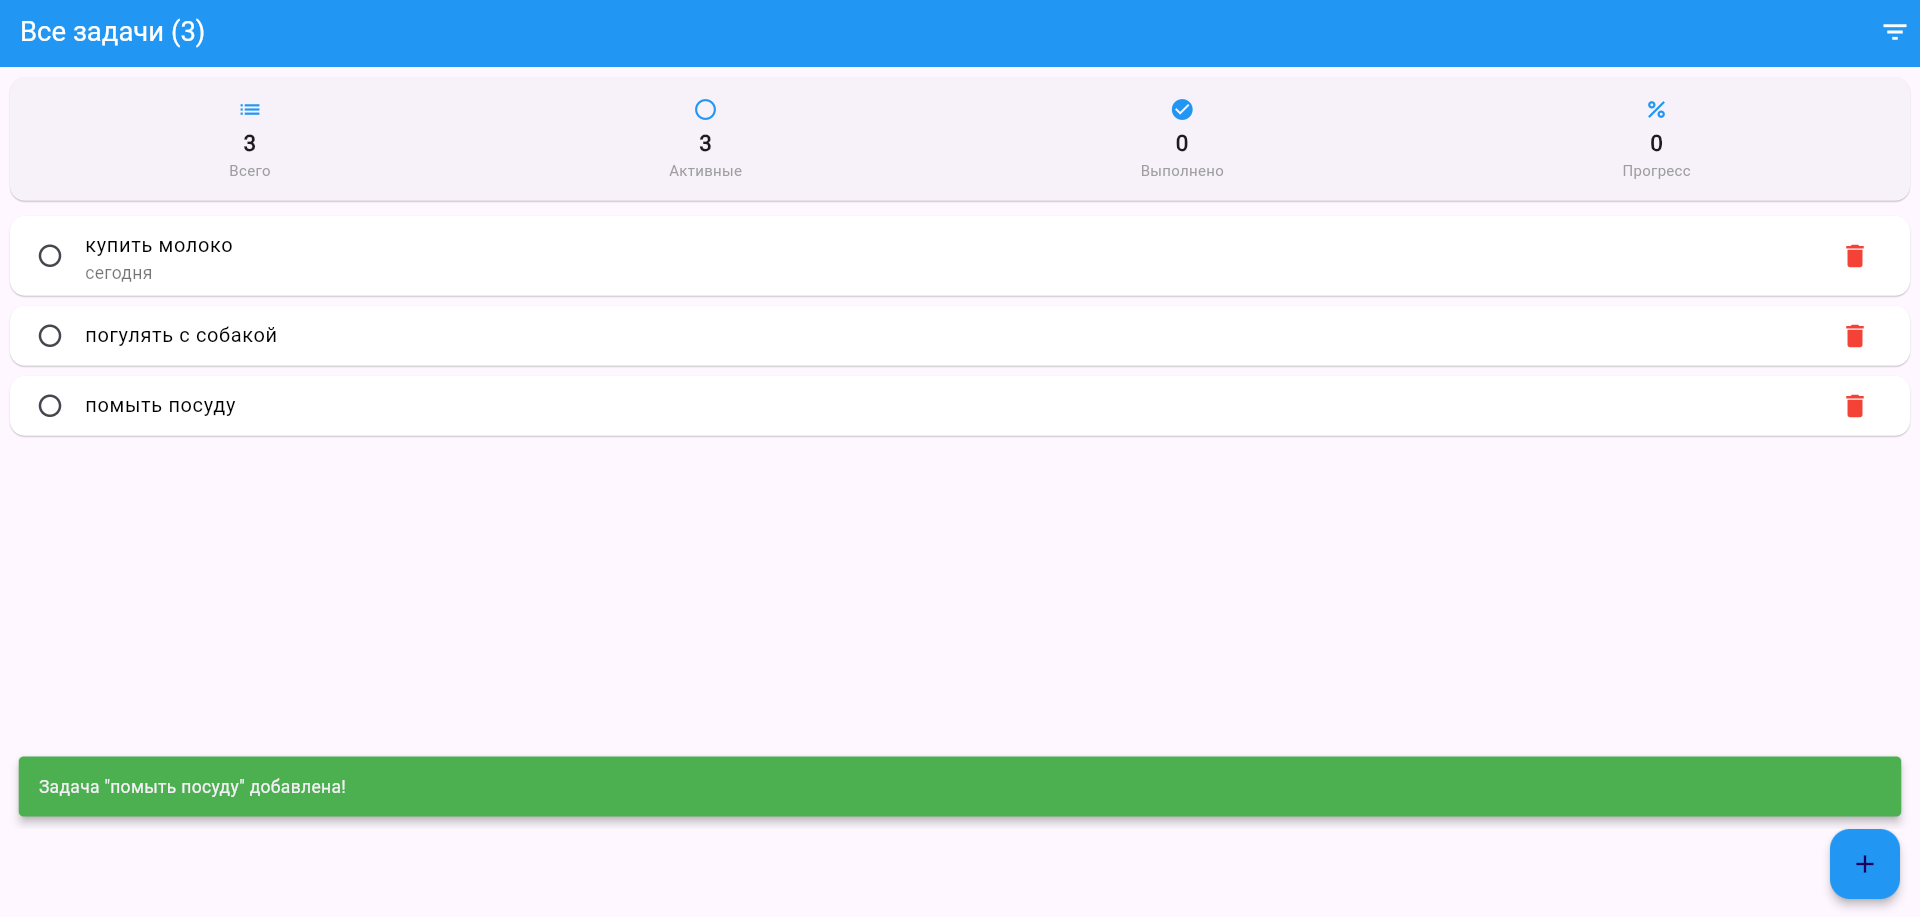 Все задачи (3)
3
Всего
3
Активные
0
Выполнено
0
Прогресс
купить молоко
сегодня
погулять с собакой
помыть посуду
Задача "помыть посуду" добавлена!